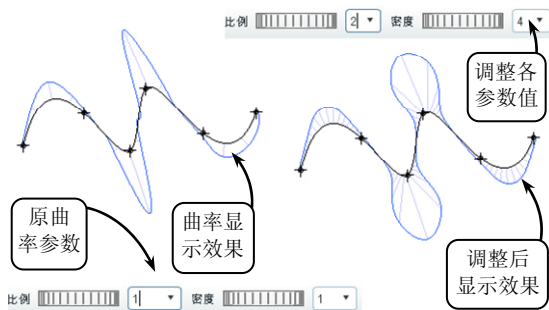 比例 2 密度 4
调整各
参数值
原曲
率参数
曲率显
示效果
调整后
显示效果
比例 1 密度 1